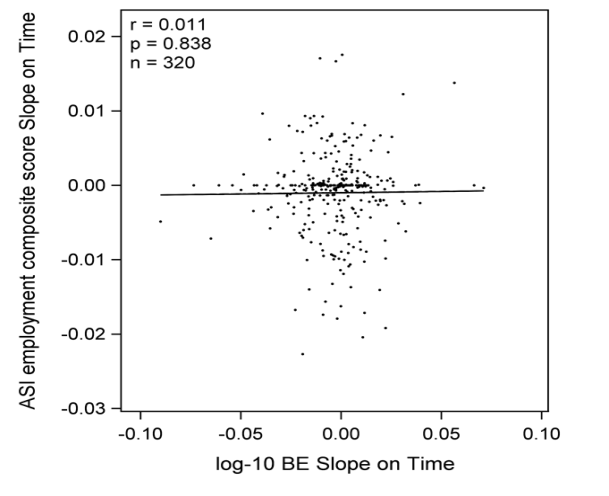 r = 0.011
p = 0.838
n = 320
ASI employment composite score Slope on Time
0.02
0.01
0.00
-0.01
-0.02
-0.03
-0.10
-0.05
0.00
0.05
0.10
log-10 BE Slope on Time